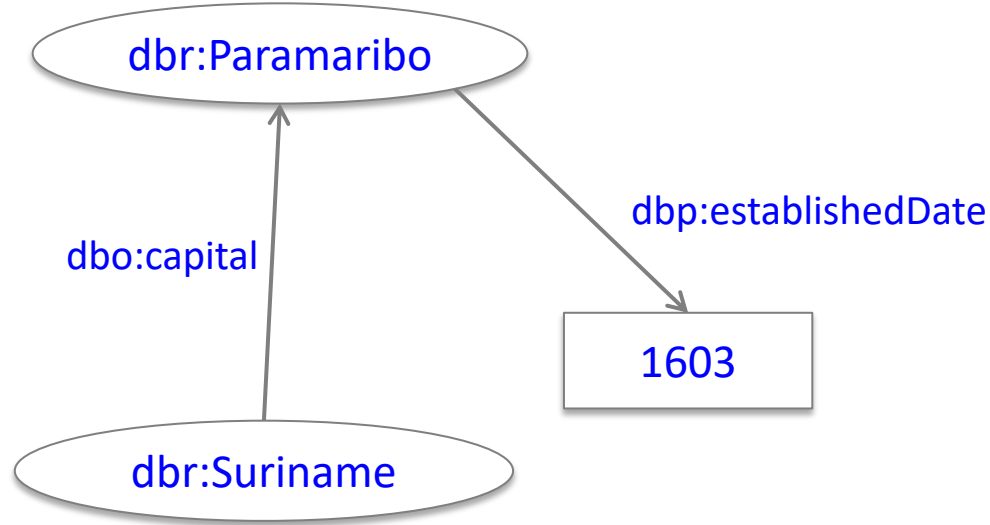 dbr:Paramaribo
dbp:establishedDate
dbo:capital
1603
dbr:Suriname